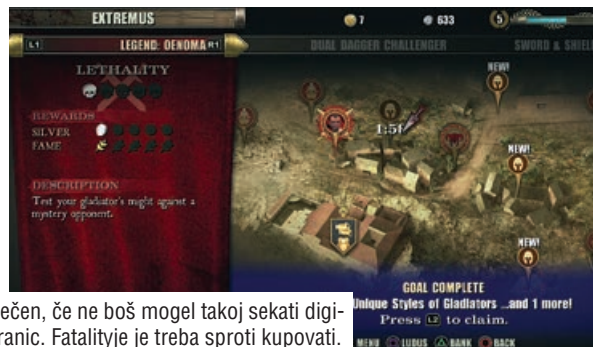 EXTREMUS
7
633
5
L1 LEGEND: OENOMA R1
DUAL DAGGER CHALLENGER
SWORD & SHIEL
LETHALITY
NEW!
REWARDS
SILVER
FAME
1:51
NEW!
DESCRIPTION
Test your gladiator's might against a
mystery opponent.
NEW!
GOAL COMPLETE
Unique Styles of Gladiators ...and 1 more!
Press L2 to claim.
MENU LUDUS BANK BACK
ečen, če ne boš mogel takoj sekati digi-
ranic. Fatalityje je treba sproti kupovati.